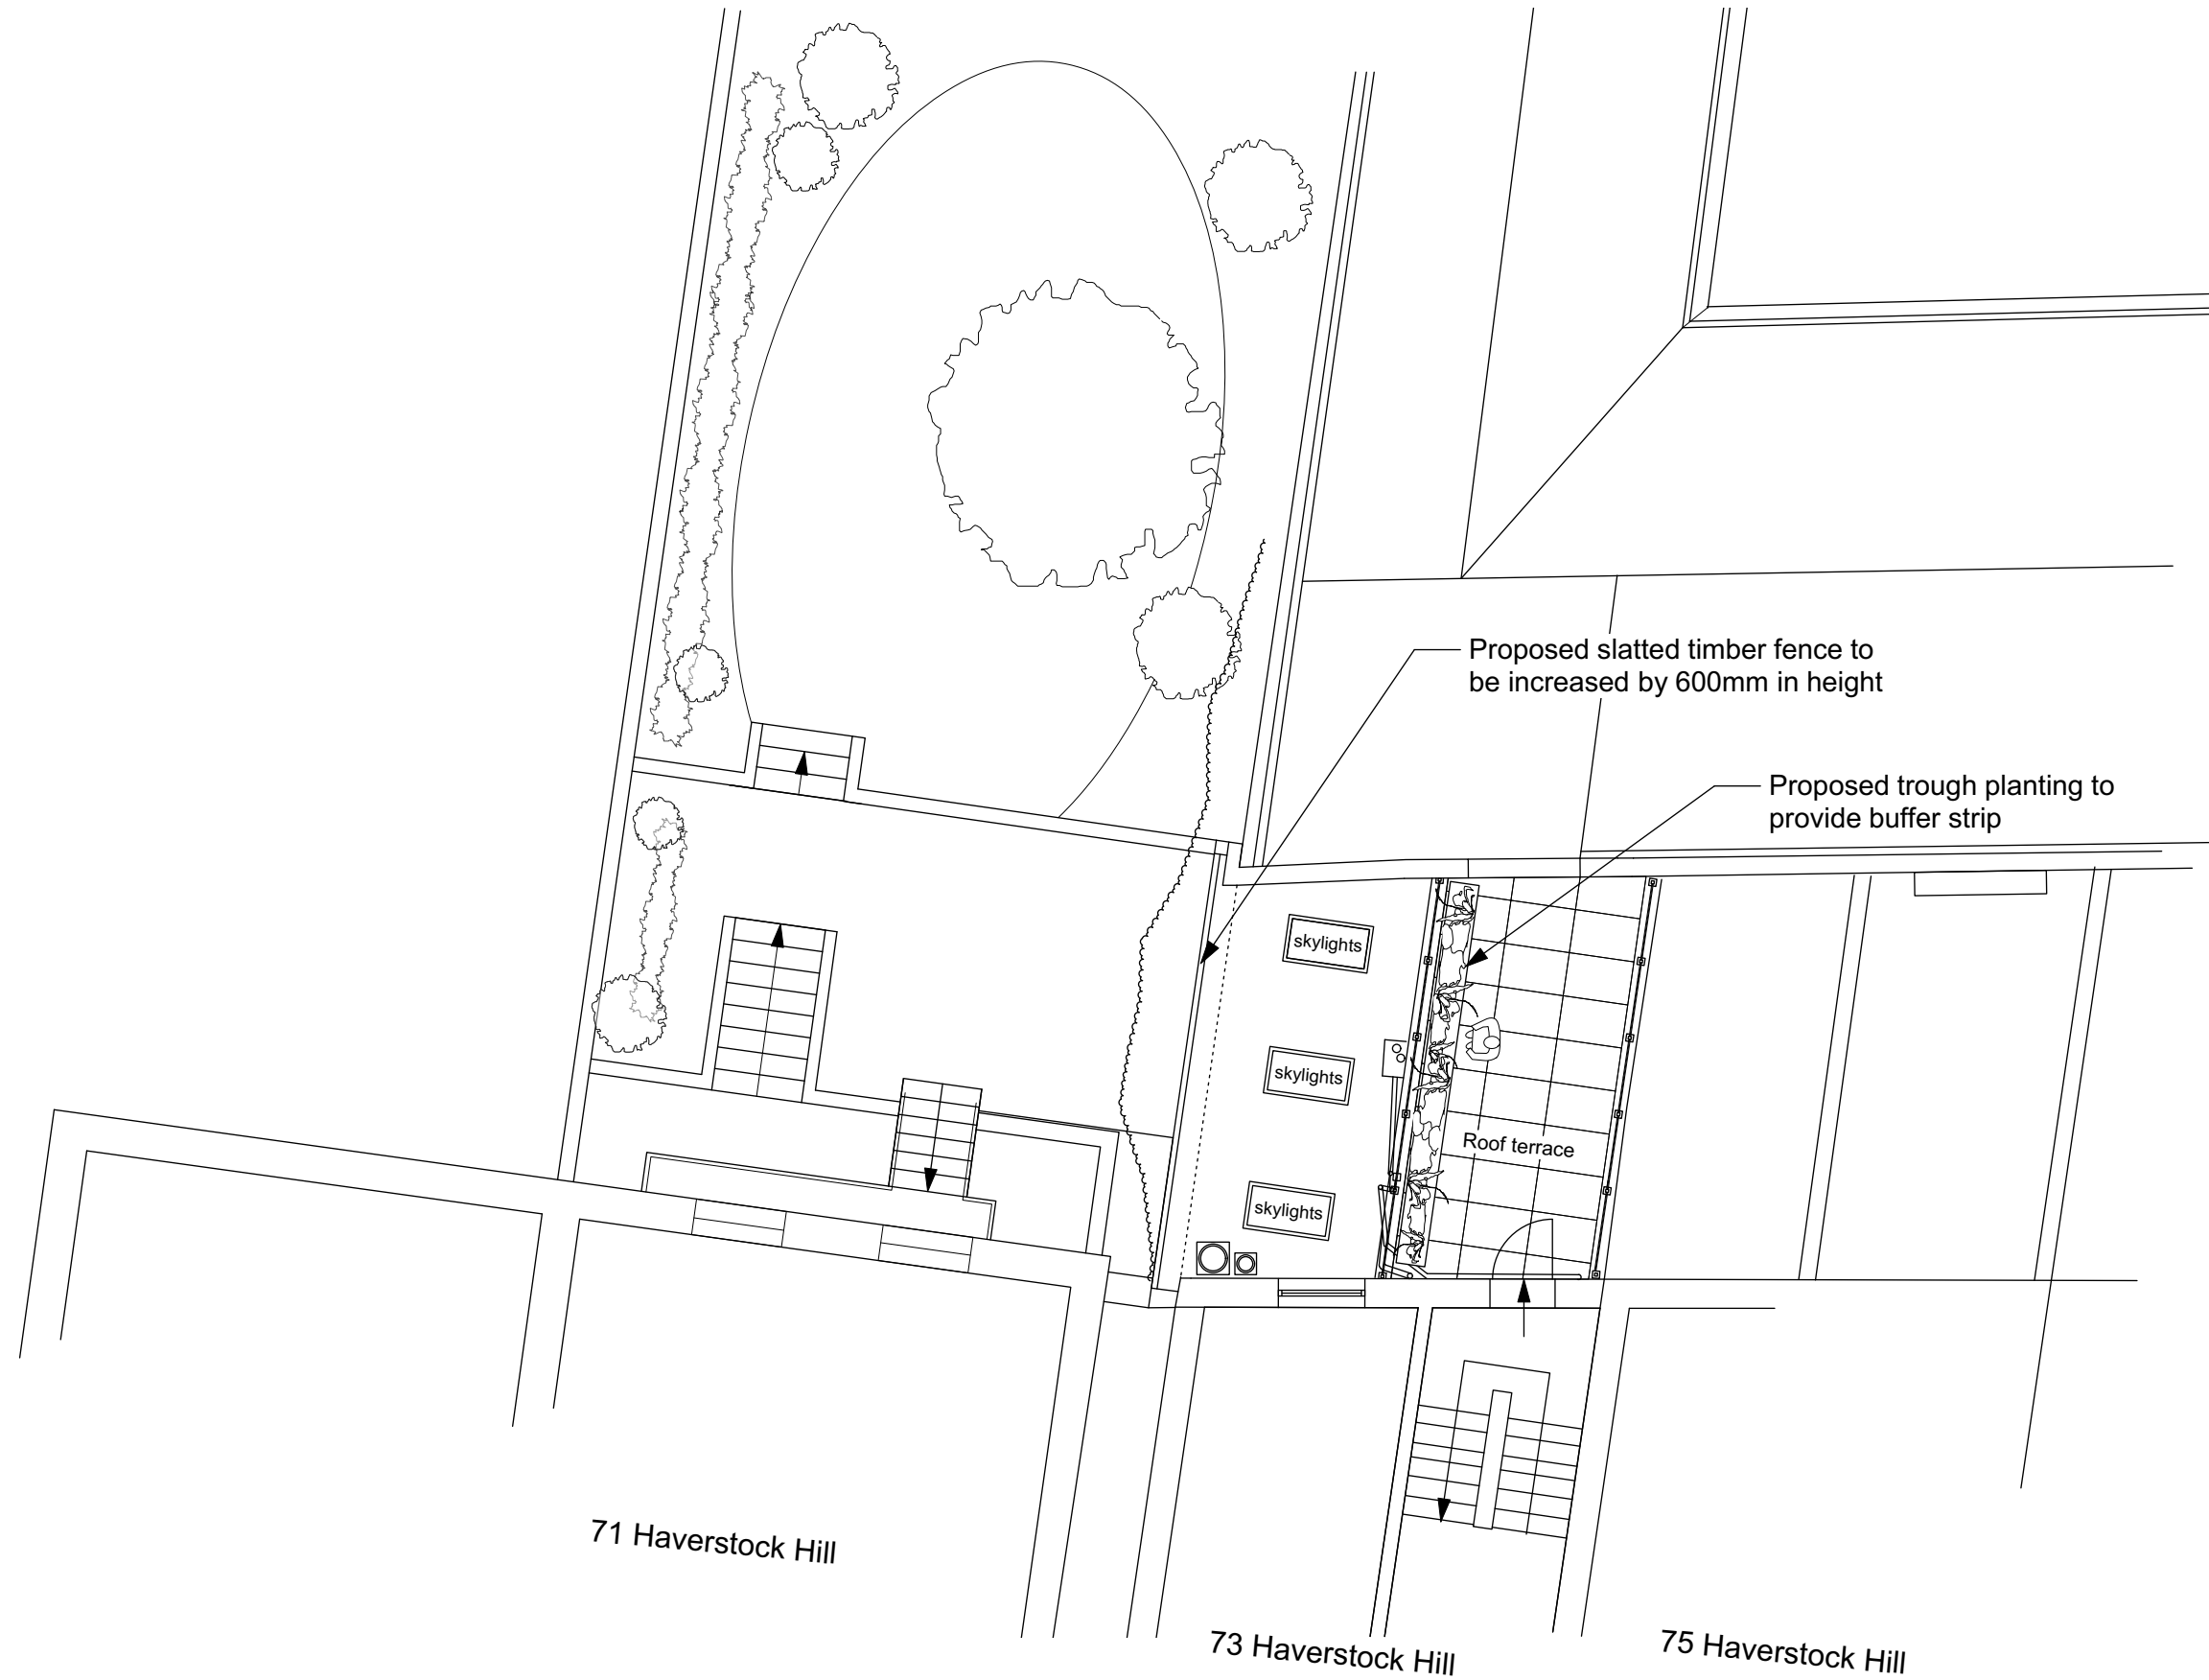 Proposed slatted timber fence to
be increased by 600mm in height
Proposed trough planting to
provide buffer strip
skylights
skylights
Roof terrace
skylights
71 Haverstock Hill
73 Haverstock Hill
75 Haverstock Hill